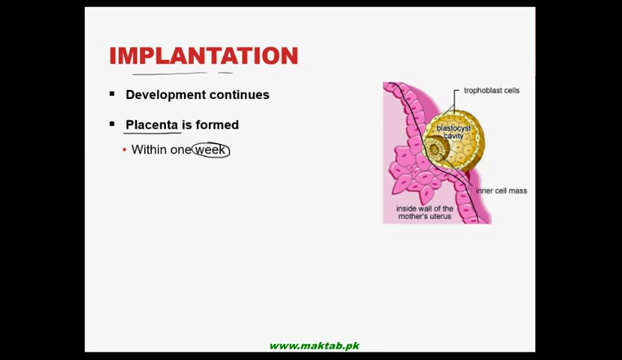 IMPLANTATION
Development continues
Placenta is formed
Within one week
trophoblast cells
blastocyst
cavity
inner cell mass
inside wall of the
mother's uterus
www.maktab.pk